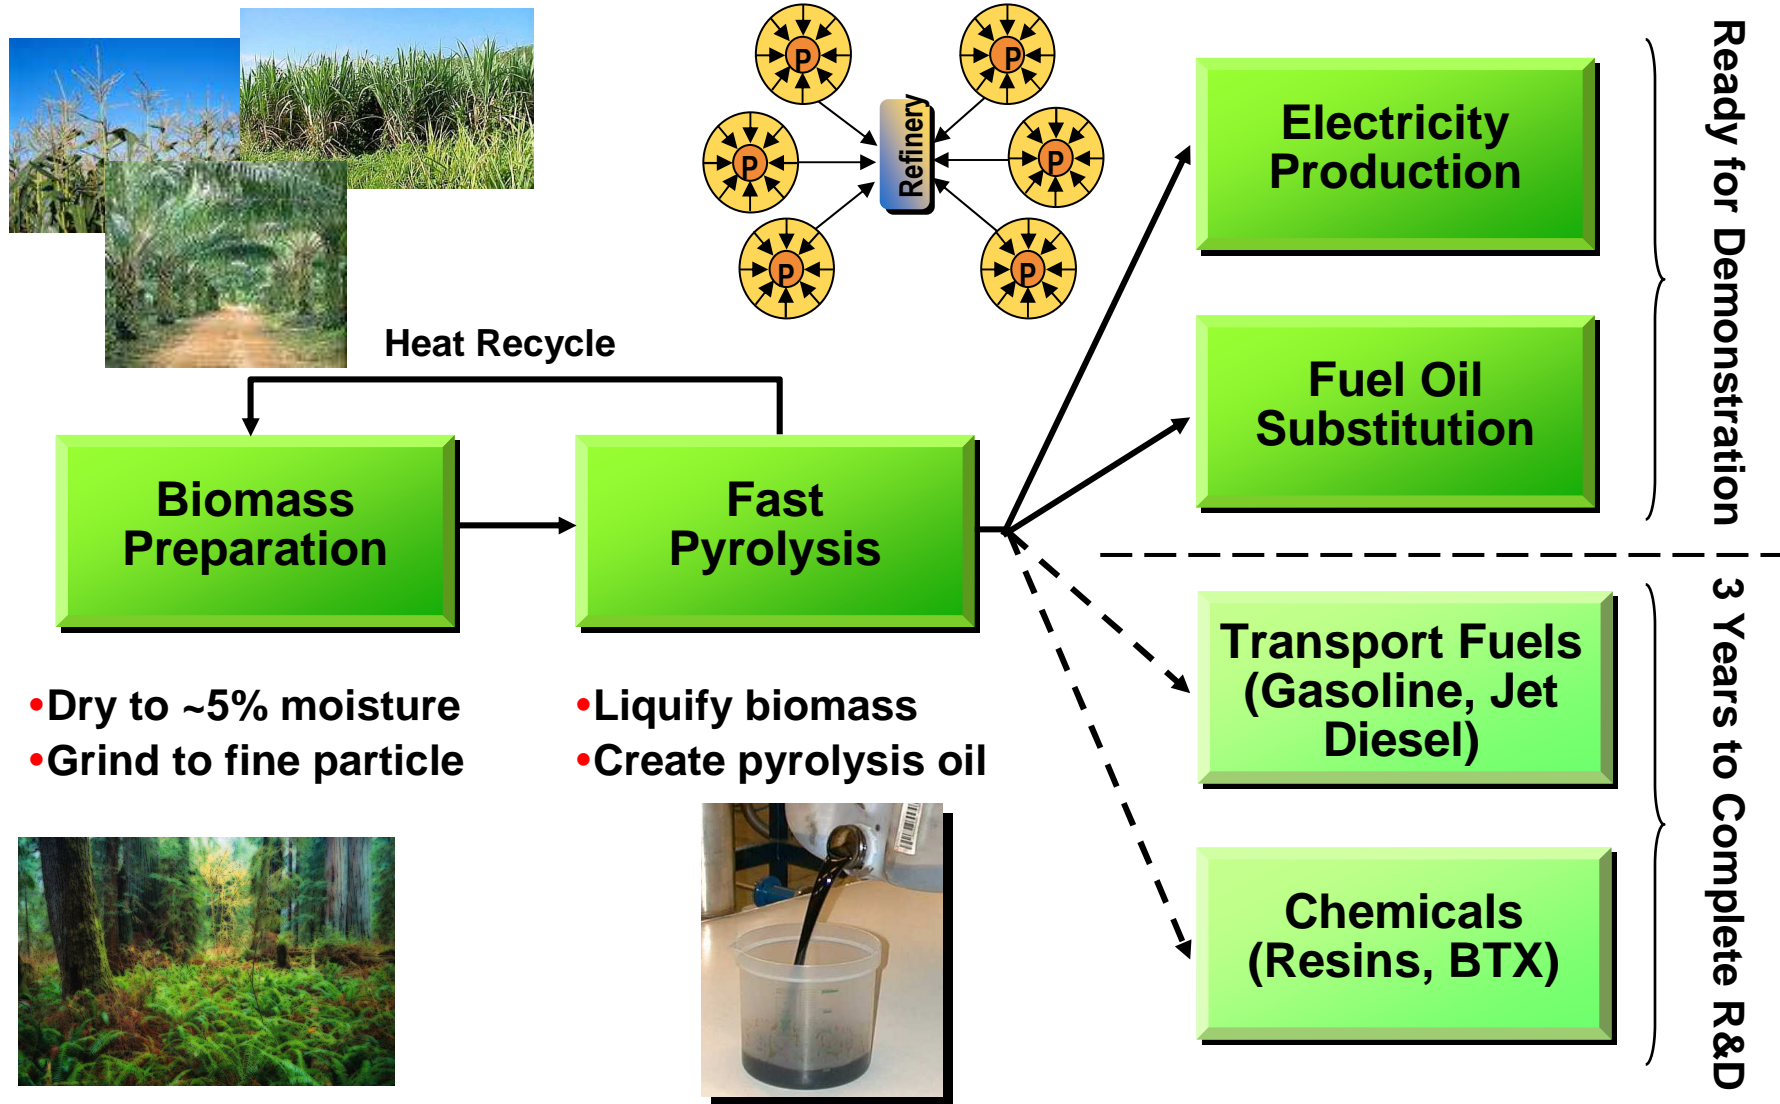 P
P
P
P
P
P
Refinery
Heat Recycle
Biomass
Preparation
Fast
Pyrolysis
•Dry to ~5% moisture
•Grind to fine particle
•Liquify biomass
•Create pyrolysis oil
Electricity
Production
Fuel Oil
Substitution
Transport Fuels
(Gasoline, Jet
Diesel)
Chemicals
(Resins, BTX)
Ready for Demonstration
3 Years to Complete R&D